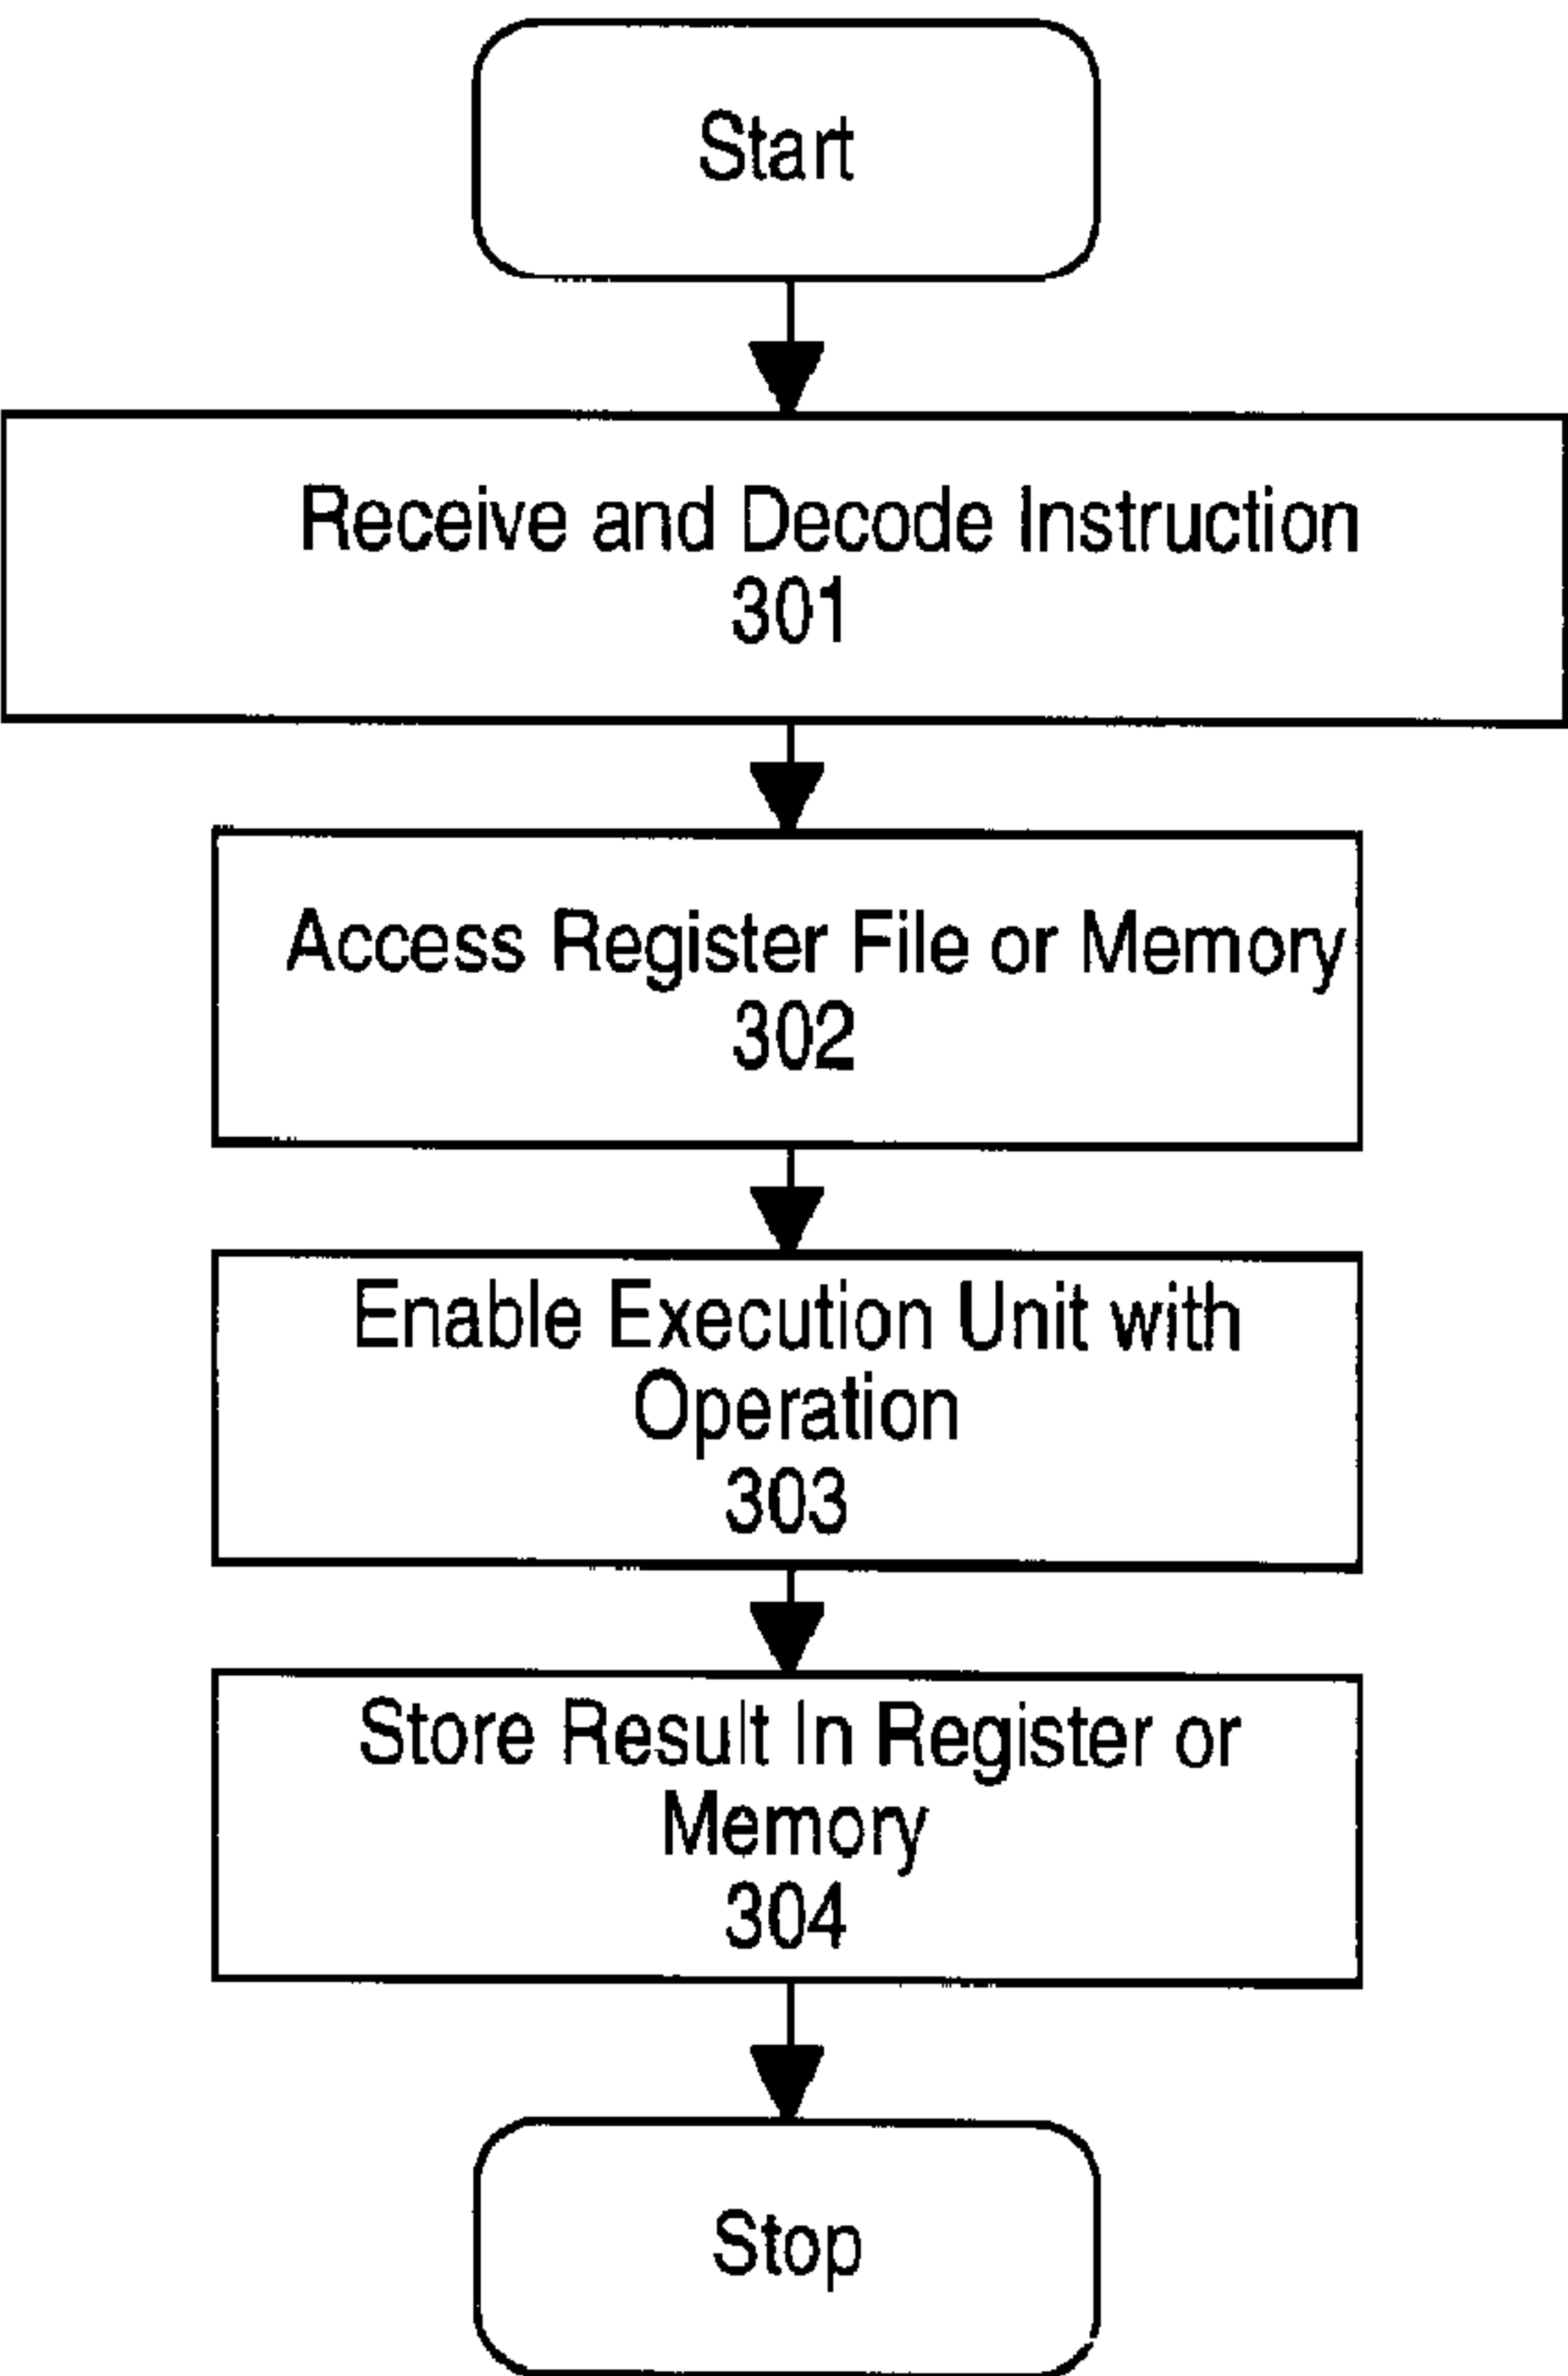 Start
Receive and Decode Instruction
301
Access Register File or Memory
302
Enable Execution Unit with
Operation
303
Store Result In Register or
Memory
304
Stop